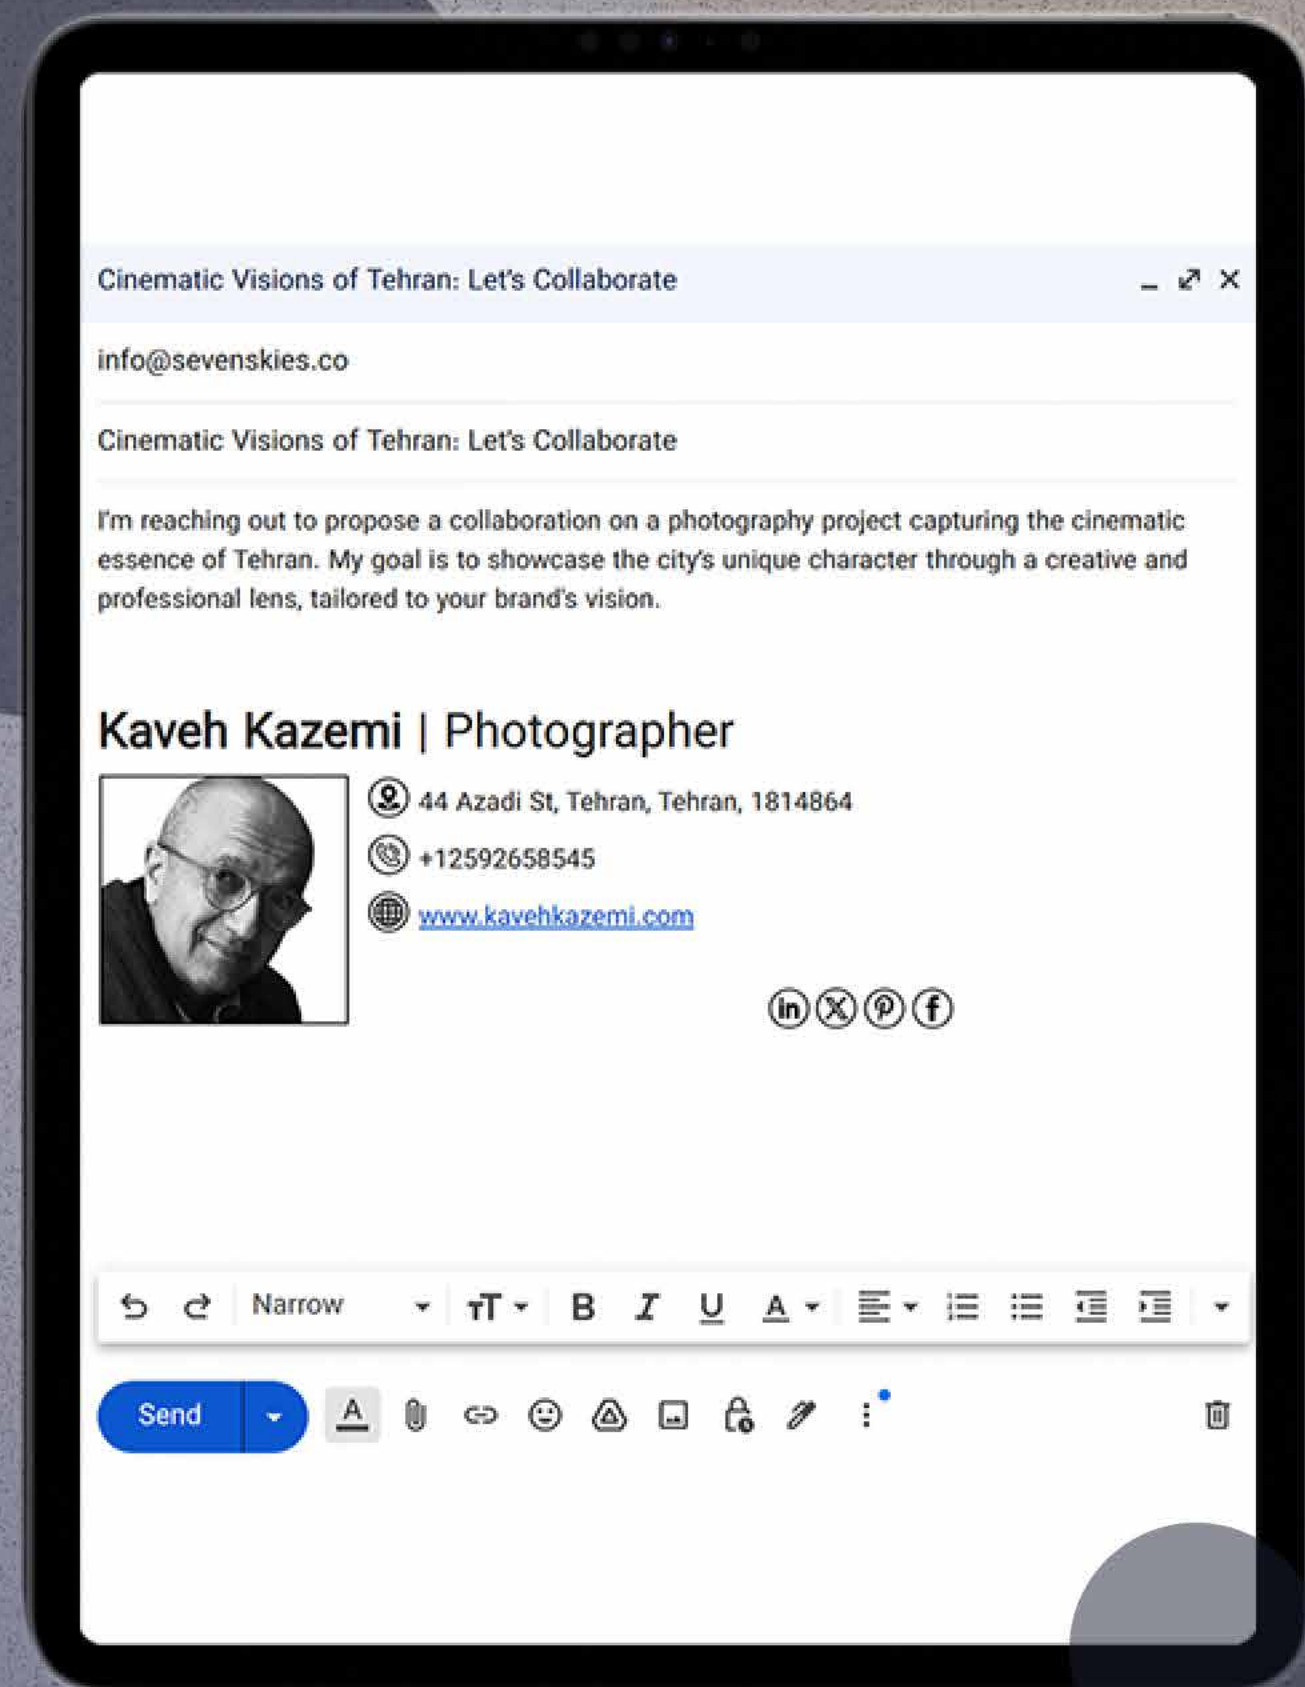 Cinematic Visions of Tehran: Let's Collaborate
info@sevenskies.co
Cinematic Visions of Tehran: Let's Collaborate
I'm reaching out to propose a collaboration on a photography project capturing the cinematic
essence of Tehran. My goal is to showcase the city's unique character through a creative and
professional lens, tailored to your brand's vision.
Kaveh Kazemi | Photographer
44 Azadi St, Tehran, Tehran, 1814864
+12592658545
www.kavehkazemi.com
in X P f
Narrow TT B I U A
Send A